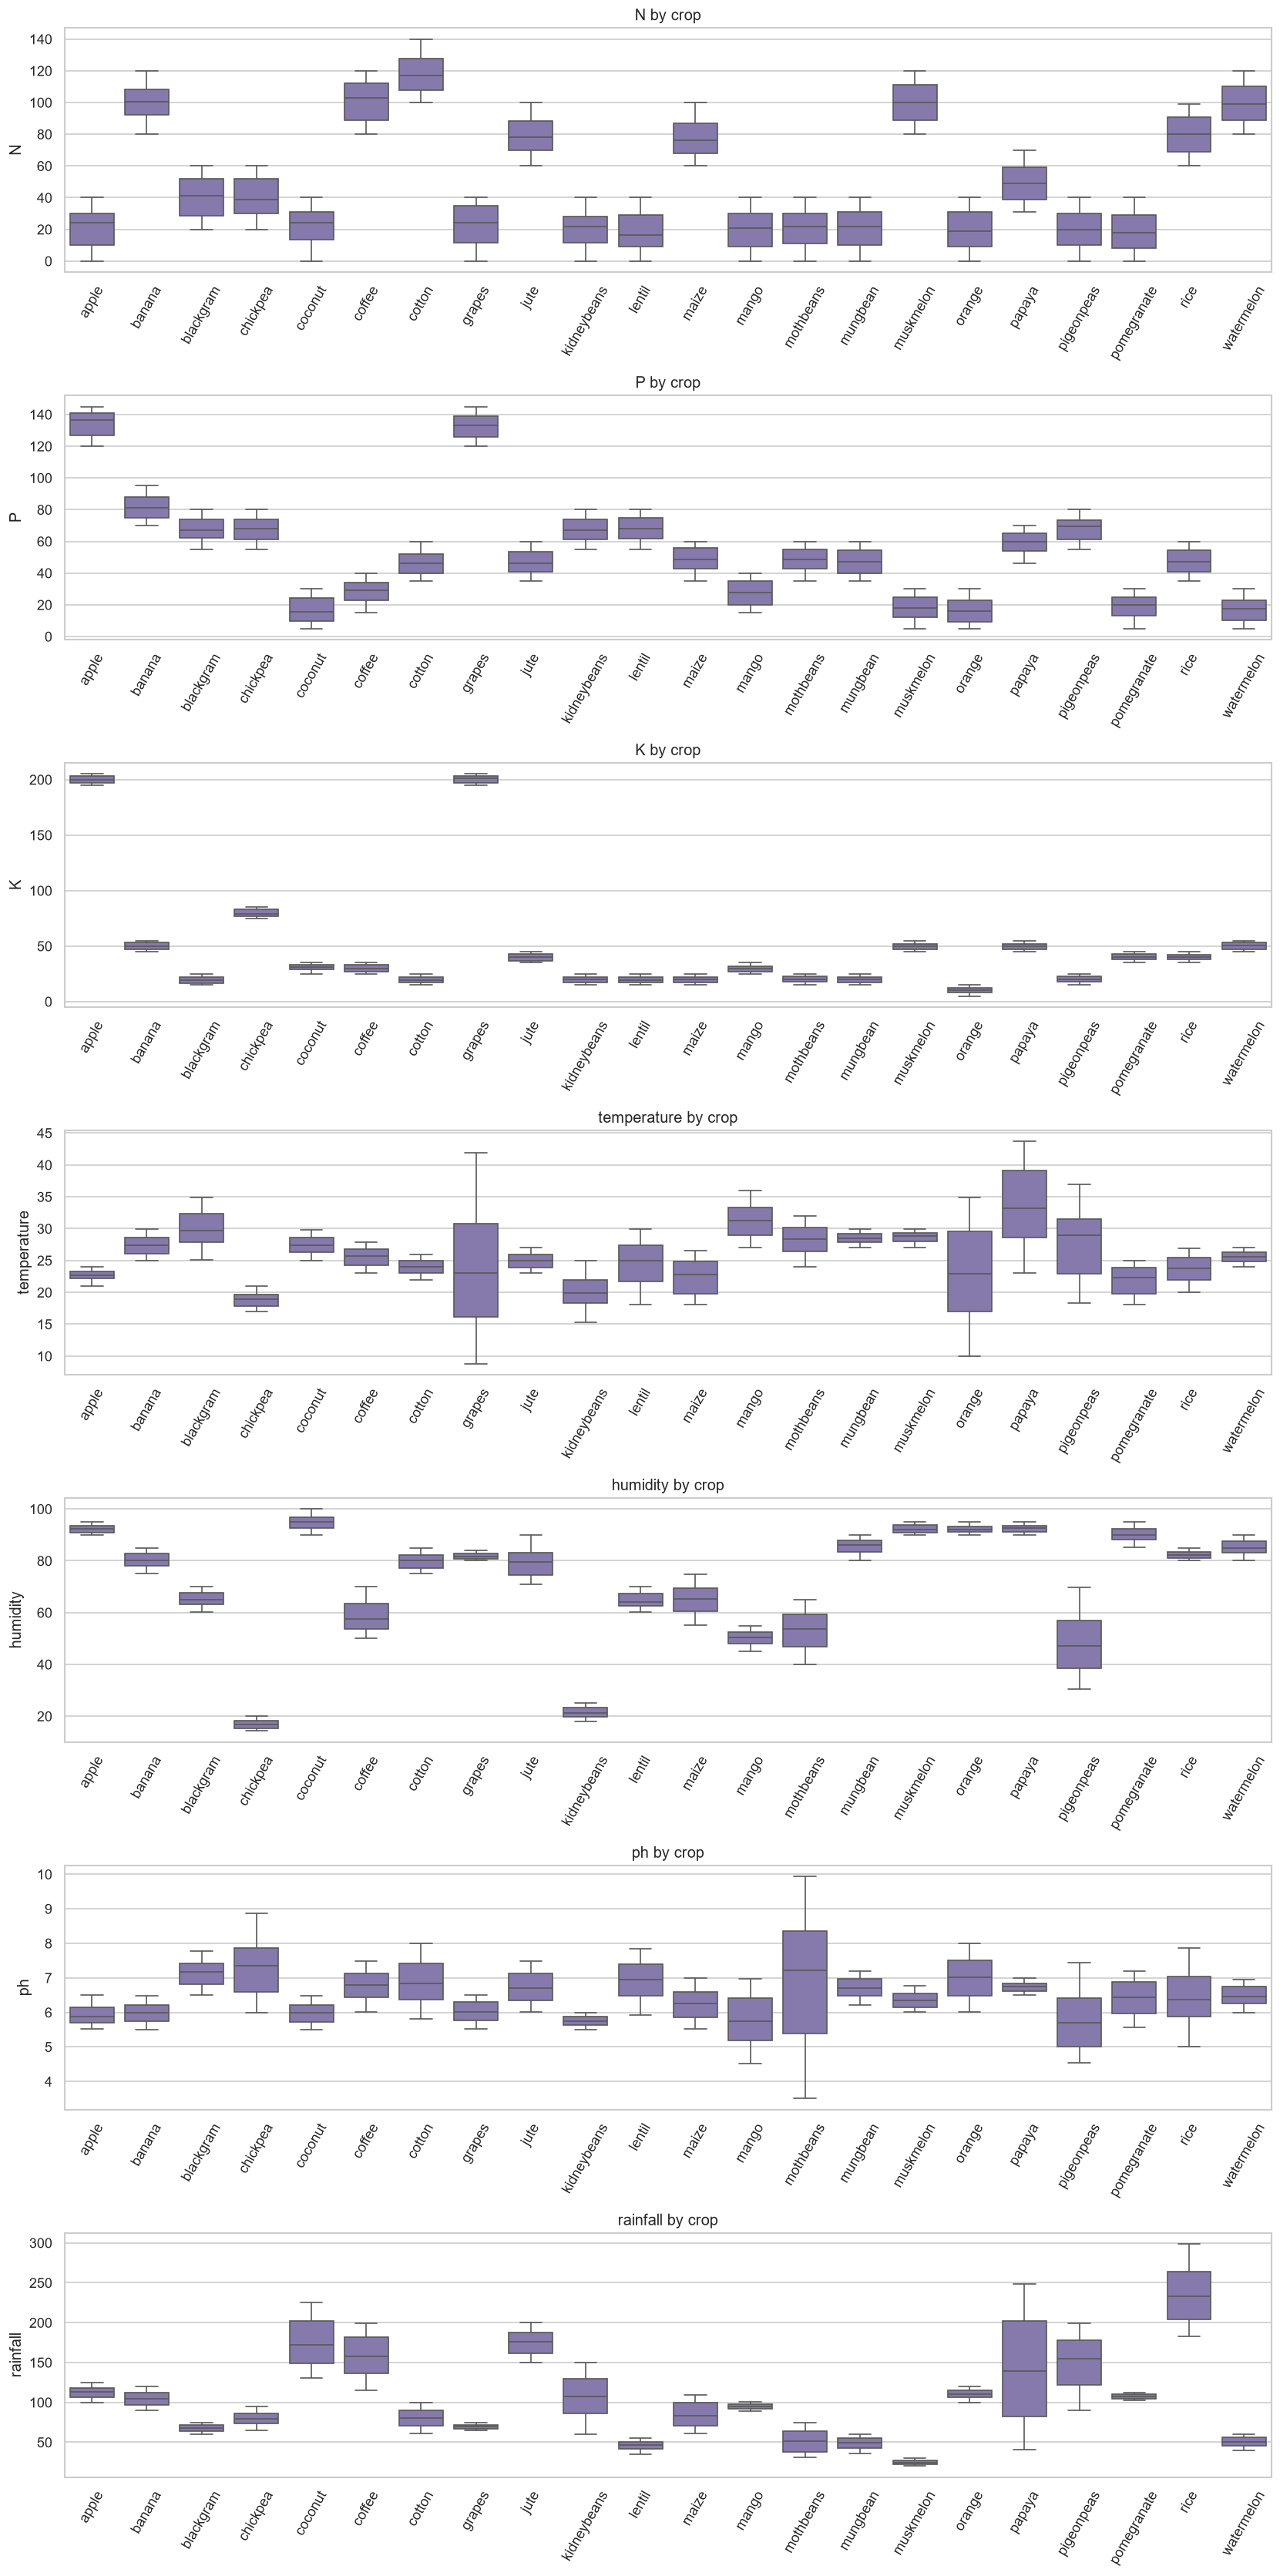 N by crop
140
120
100
80
60
40
20
0
N
apple
banana
blackgram
chickpea
coconut
coffee
cotton
grapes
jute
kidneybeans
lentil
maize
mango
mothbeans
mungbean
muskmelon
orange
papaya
pigeonpeas
pomegranate
rice
watermelon
P by crop
140
120
100
80
60
40
20
0
P
apple
banana
blackgram
chickpea
coconut
coffee
cotton
grapes
jute
kidneybeans
lentil
maize
mango
mothbeans
mungbean
muskmelon
orange
papaya
pigeonpeas
pomegranate
rice
watermelon
K by crop
200
150
100
50
0
K
apple
banana
blackgram
chickpea
coconut
coffee
cotton
grapes
jute
kidneybeans
lentil
maize
mango
mothbeans
mungbean
muskmelon
orange
papaya
pigeonpeas
pomegranate
rice
watermelon
temperature by crop
45
40
35
30
25
20
15
10
temperature
apple
banana
blackgram
chickpea
coconut
coffee
cotton
grapes
jute
kidneybeans
lentil
maize
mango
mothbeans
mungbean
muskmelon
orange
papaya
pigeonpeas
pomegranate
rice
watermelon
humidity by crop
100
80
60
40
20
humidity
apple
banana
blackgram
chickpea
coconut
coffee
cotton
grapes
jute
kidneybeans
lentil
maize
mango
mothbeans
mungbean
muskmelon
orange
papaya
pigeonpeas
pomegranate
rice
watermelon
ph by crop
10
9
8
7
6
5
4
ph
apple
banana
blackgram
chickpea
coconut
coffee
cotton
grapes
jute
kidneybeans
lentil
maize
mango
mothbeans
mungbean
muskmelon
orange
papaya
pigeonpeas
pomegranate
rice
watermelon
rainfall by crop
300
250
200
150
100
50
rainfall
apple
banana
blackgram
chickpea
coconut
coffee
cotton
grapes
jute
kidneybeans
lentil
maize
mango
mothbeans
mungbean
muskmelon
orange
papaya
pigeonpeas
pomegranate
rice
watermelon